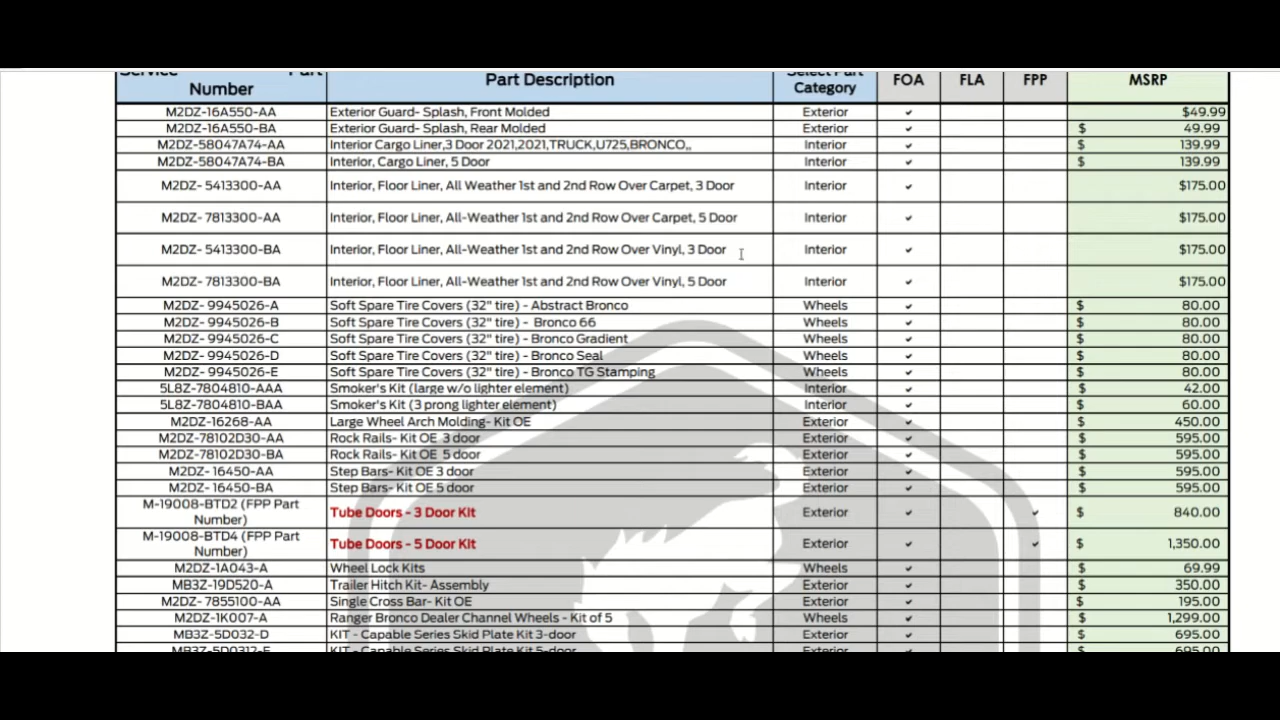 Service Part Number Part Description Select Part Category FOA FLA FPP MSRP
M2DZ-16A550-AA Exterior Guard- Splash, Front Molded Exterior ✓ $49.99
M2DZ-16A550-BA Exterior Guard- Splash, Rear Molded Exterior ✓ $ 49.99
M2DZ-58047A74-AA Interior Cargo Liner,3 Door 2021,2021,TRUCK,U725,BRONCO,, Interior ✓ $ 139.99
M2DZ-58047A74-BA Interior, Cargo Liner, 5 Door Interior ✓ $ 139.99
M2DZ- 5413300-AA Interior, Floor Liner, All Weather 1st and 2nd Row Over Carpet, 3 Door Interior ✓ $175.00
M2DZ- 7813300-AA Interior, Floor Liner, All-Weather 1st and 2nd Row Over Carpet, 5 Door Interior ✓ $175.00
M2DZ- 5413300-BA Interior, Floor Liner, All-Weather 1st and 2nd Row Over Vinyl, 3 Door Interior ✓ $175.00
M2DZ- 7813300-BA Interior, Floor Liner, All-Weather 1st and 2nd Row Over Vinyl, 5 Door Interior ✓ $175.00
M2DZ- 9945026-A Soft Spare Tire Covers (32" tire) - Abstract Bronco Wheels ✓ $ 80.00
M2DZ- 9945026-B Soft Spare Tire Covers (32" tire) - Bronco 66 Wheels ✓ $ 80.00
M2DZ- 9945026-C Soft Spare Tire Covers (32" tire) - Bronco Gradient Wheels ✓ $ 80.00
M2DZ- 9945026-D Soft Spare Tire Covers (32" tire) - Bronco Seal Wheels ✓ $ 80.00
M2DZ- 9945026-E Soft Spare Tire Covers (32" tire) - Bronco TG Stamping Wheels ✓ $ 80.00
5L8Z-7804810-AAA Smoker's Kit (large w/o lighter element) Interior ✓ $ 42.00
5L8Z-7804810-BAA Smoker's Kit (3 prong lighter element) Interior ✓ $ 60.00
M2DZ-16268-AA Large Wheel Arch Molding- Kit OE Exterior ✓ $ 450.00
M2DZ-78102D30-AA Rock Rails- Kit OE 3 door Exterior ✓ $ 595.00
M2DZ-78102D30-BA Rock Rails- Kit OE 5 door Exterior ✓ $ 595.00
M2DZ- 16450-AA Step Bars- Kit OE 3 door Exterior ✓ $ 595.00
M2DZ- 16450-BA Step Bars- Kit OE 5 door Exterior ✓ $ 595.00
M-19008-BTD2 (FPP Part Number) Tube Doors - 3 Door Kit Exterior ✓ ✓ $ 840.00
M-19008-BTD4 (FPP Part Number) Tube Doors - 5 Door Kit Exterior ✓ ✓ $ 1,350.00
M2DZ-1A043-A Wheel Lock Kits Wheels ✓ $ 69.99
MB3Z-19D520-A Trailer Hitch Kit- Assembly Exterior ✓ $ 350.00
M2DZ- 7855100-AA Single Cross Bar- Kit OE Exterior ✓ $ 195.00
M2DZ-1K007-A Ranger Bronco Dealer Channel Wheels - Kit of 5 Wheels ✓ $ 1,299.00
MB3Z-5D032-D KIT - Capable Series Skid Plate Kit 3-door Exterior ✓ $ 695.00
MB3Z-5D0312-E KIT - Capable Series Skid Plate Kit 5-door Exterior ✓ $ 695.00